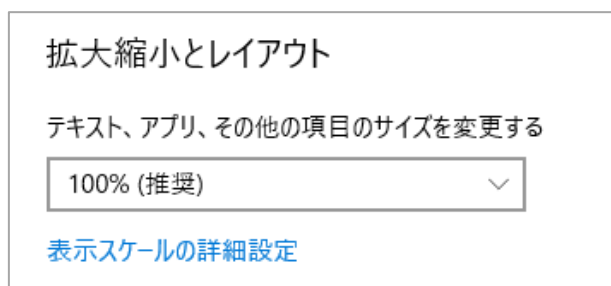 拡大縮小とレイアウト
テキスト、アプリ、その他の項目のサイズを変更する
100% (推奨)
表示スケールの詳細設定